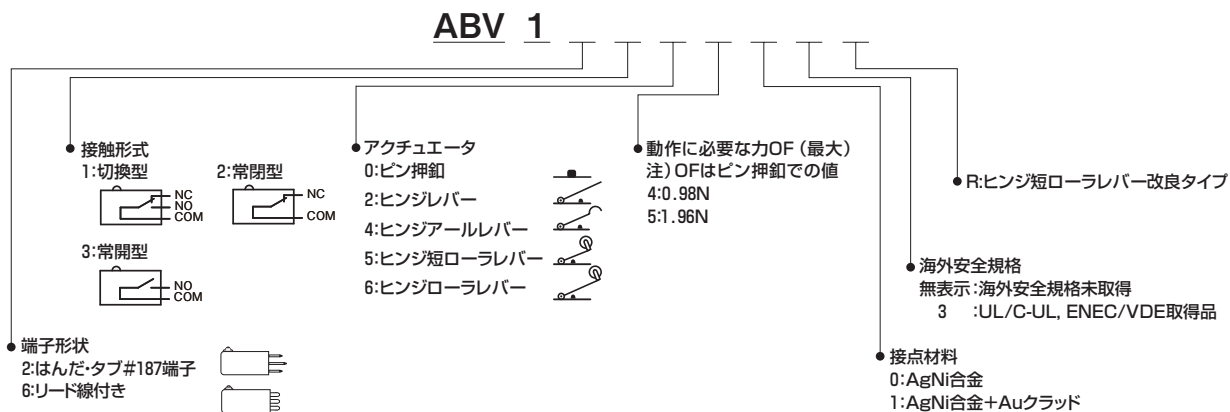 ABV 1
接触形式
1:切換型
NC
NO
COM
2:常閉型
NC
COM
3:常開型
NO
COM
アクチュエータ
0:ピン押釦
2:ヒンジレバー
4:ヒンジアールレバー
5:ヒンジ短ローラレバー
6:ヒンジローラレバー
動作に必要な力OF（最大）
注）OFはピン押釦での値
4:0.98N
5:1.96N
R:ヒンジ短ローラレバー改良タイプ
海外安全規格
無表示:海外安全規格未取得
3 :UL/C-UL, ENEC/VDE取得品
端子形状
2:はんだ・タブ#187端子
6:リード線付き
接点材料
0:AgNi合金
1:AgNi合金+Auクラッド